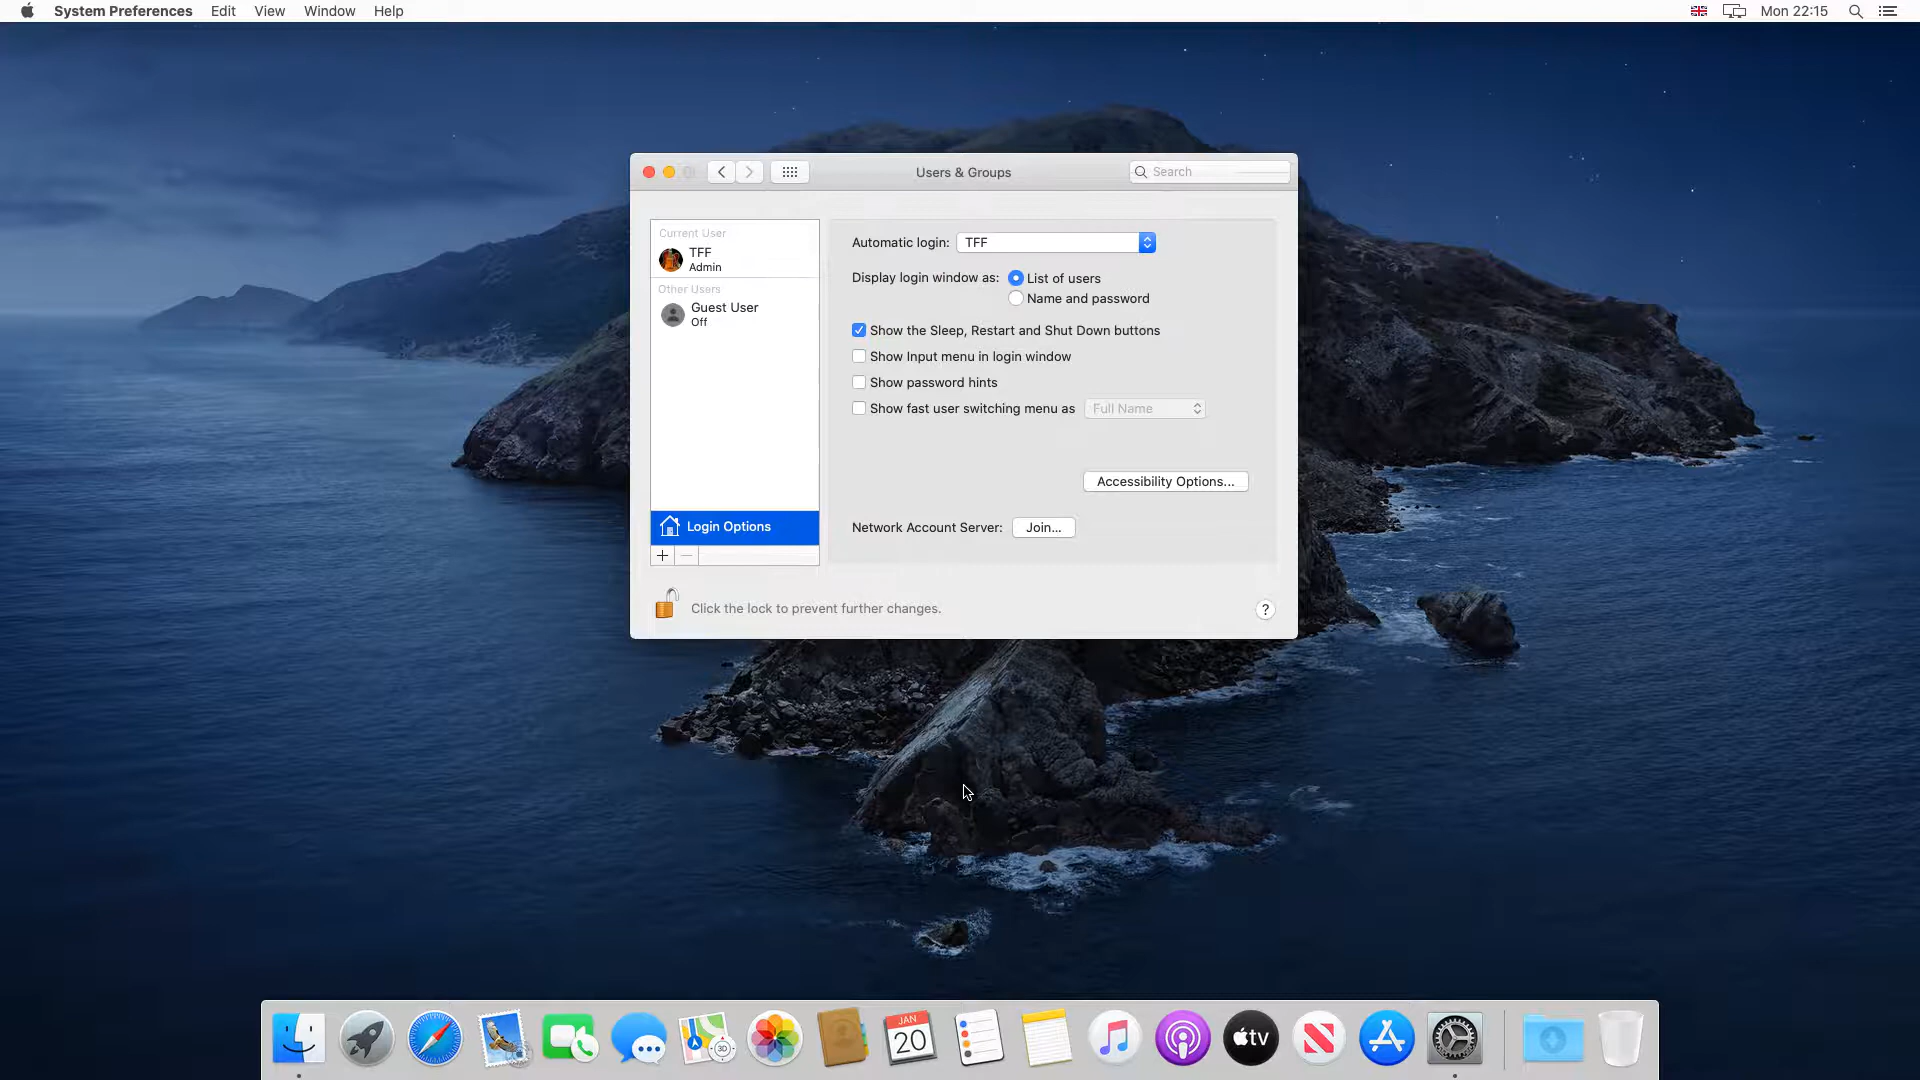 System Preferences Edit View Window Help Mon 22:15
Users & Groups
Search
Current User
TFF
Admin
Other Users
Guest User
Off
Login Options
Automatic login: TFF
Display login window as: List of users
Name and password
Show the Sleep, Restart and Shut Down buttons
Show Input menu in login window
Show password hints
Show fast user switching menu as Full Name
Accessibility Options...
Network Account Server: Join...
Click the lock to prevent further changes.
?
JAN
20
3D
tv